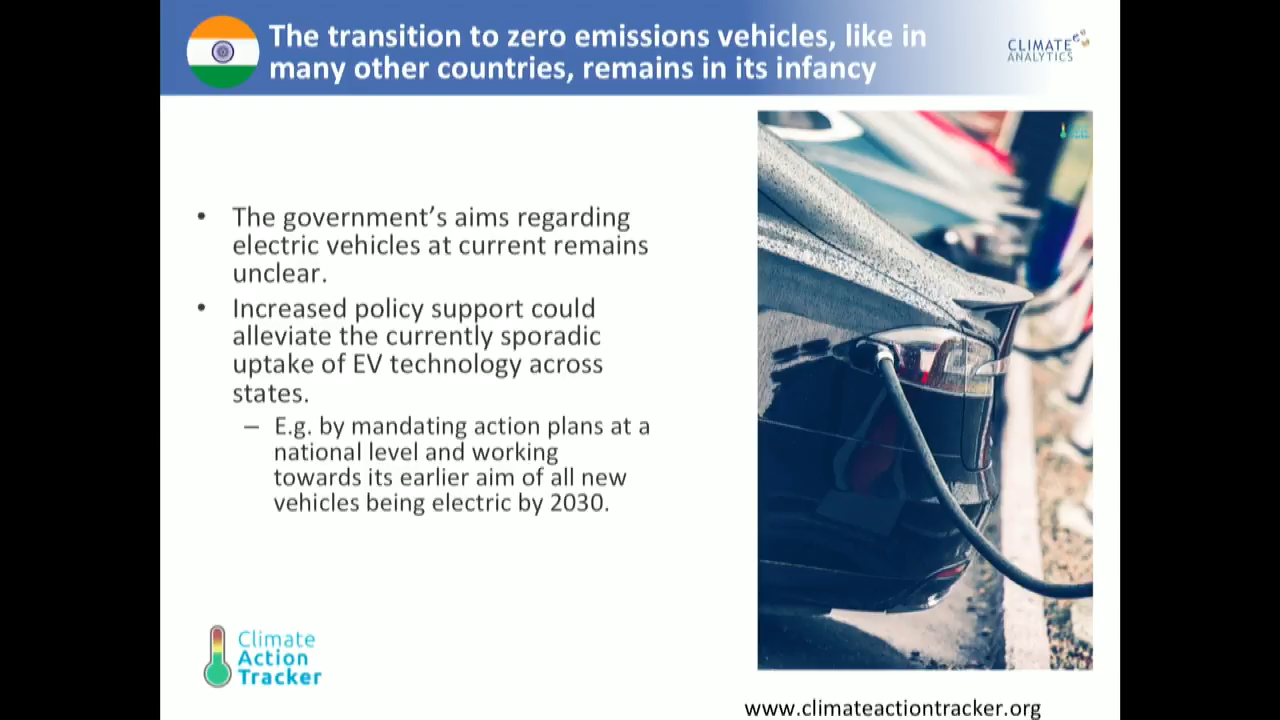 The transition to zero emissions vehicles, like in
many other countries, remains in its infancy
CLIMATE
ANALYTICS
• The government’s aims regarding
electric vehicles at current remains
unclear.
• Increased policy support could
alleviate the currently sporadic
uptake of EV technology across
states.
– E.g. by mandating action plans at a
national level and working
towards its earlier aim of all new
vehicles being electric by 2030.
Climate
Action
Tracker
www.climateactiontracker.org